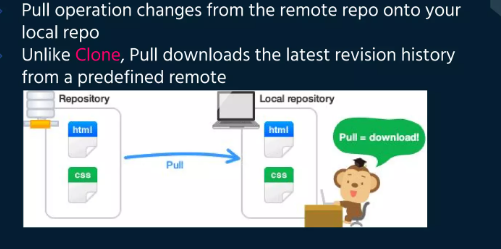 Pull operation changes from the remote repo onto your
local repo
Unlike Clone, Pull downloads the latest revision history
from a predefined remote
Repository
Local repository
html
html
Pull = download!
Pull
css
css